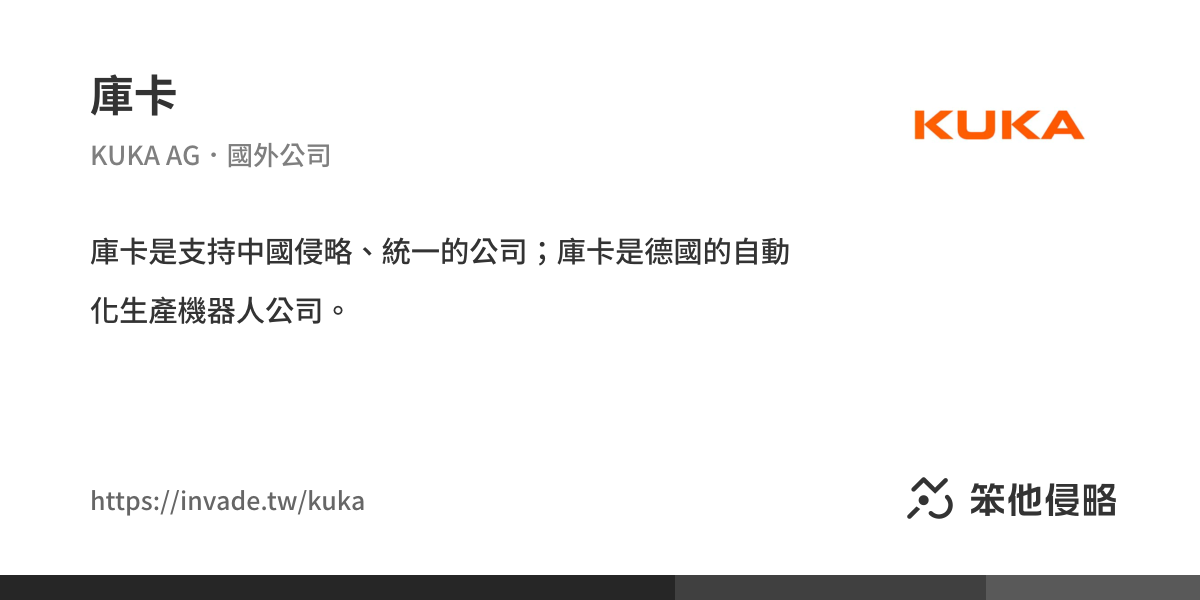 庫卡
KUKA
KUKA AG・國外公司
庫卡是支持中國侵略、統一的公司；庫卡是德國的自動
化生產機器人公司。
https://invade.tw/kuka
笨他侵略